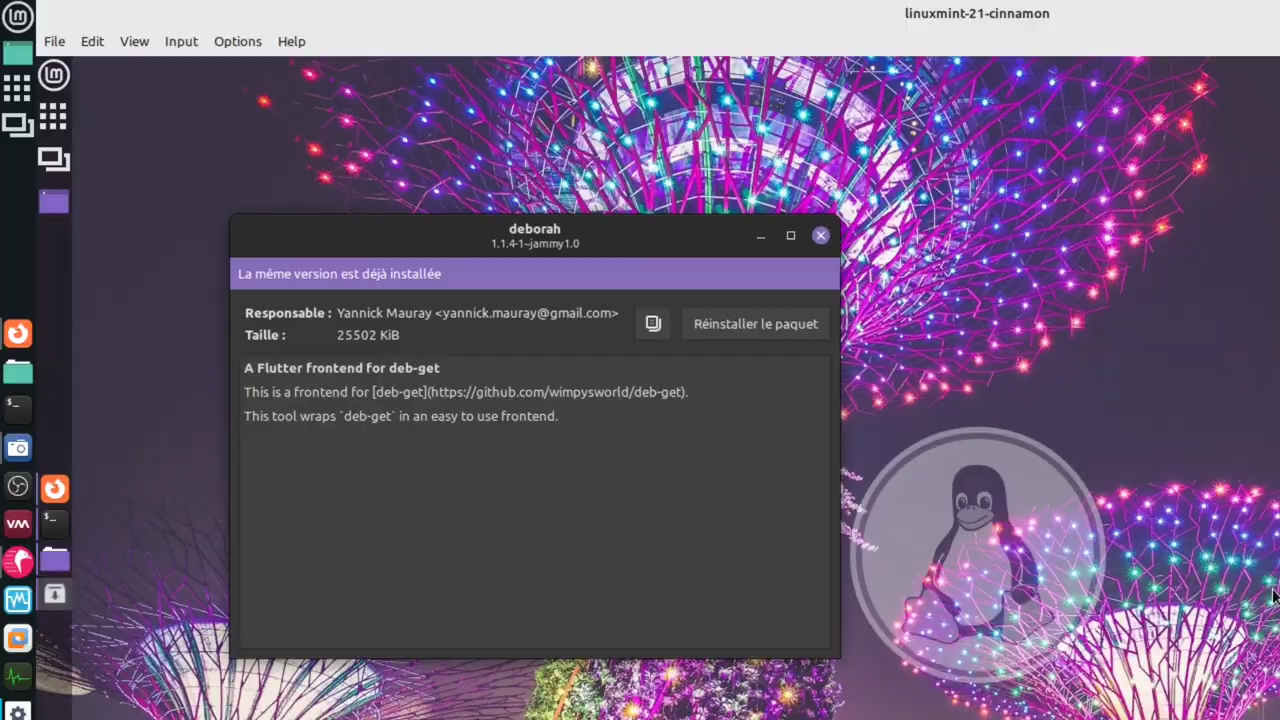 linuxmint-21-cinnamon
File Edit View Input Options Help
deborah
1.1.4-1~jammy1.0
La même version est déjà installée
Responsable : Yannick Mauray <yannick.mauray@gmail.com>
Taille : 25502 KiB
Réinstaller le paquet
A Flutter frontend for deb-get
This is a frontend for [deb-get](https://github.com/wimpysworld/deb-get).
This tool wraps `deb-get` in an easy to use frontend.